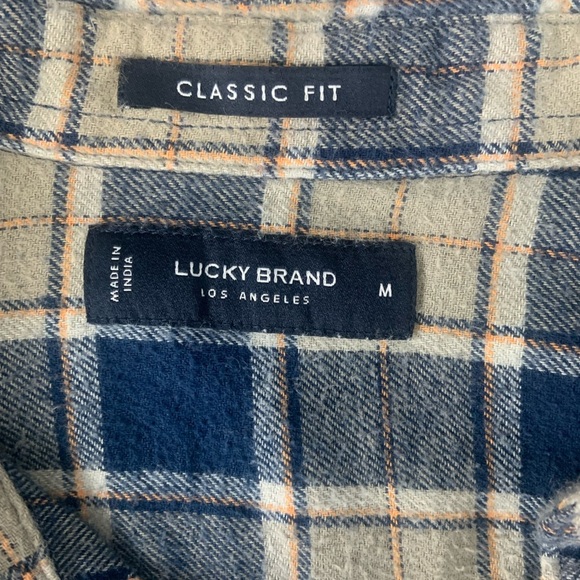 CLASSIC FIT
MADE IN
INDIA
LUCKY BRAND
LOS ANGELES
M